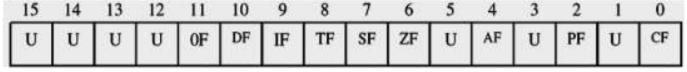 15 14 13 12 11 10 9 8 7 6 5 4 3 2 1 0
U U U U 0F DF IF TF SF ZF U AF U PF U CF